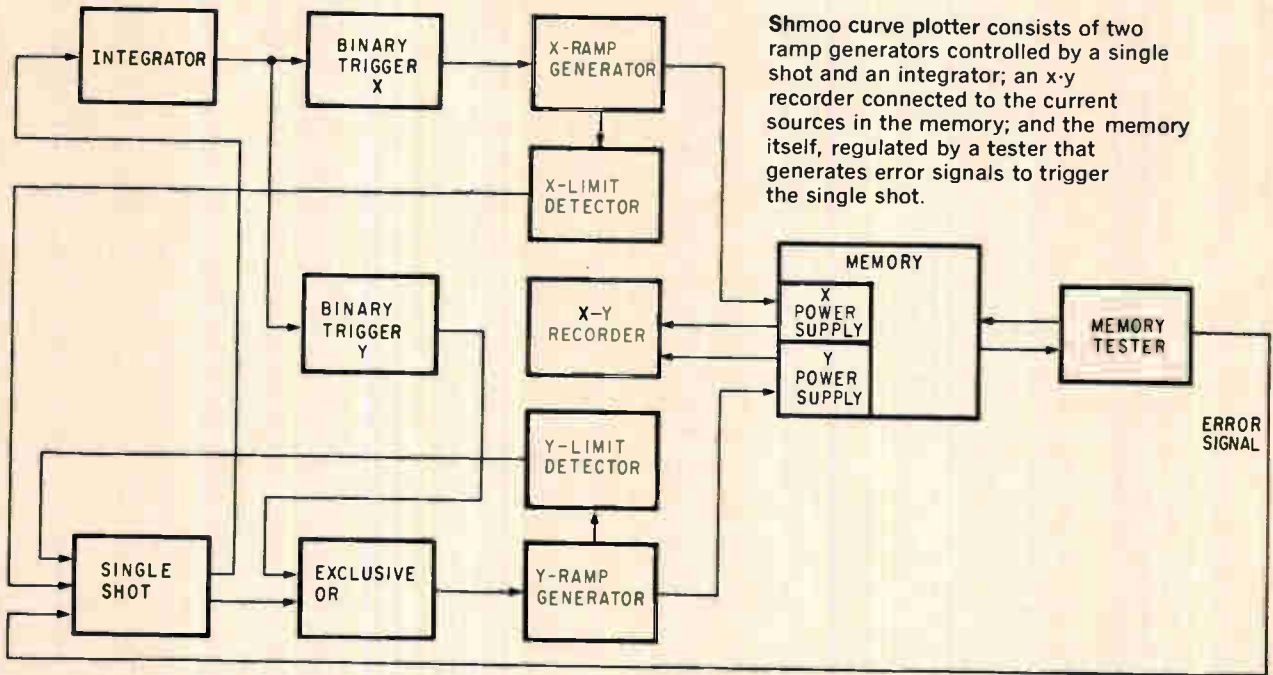 Shmoo curve plotter consists of two
ramp generators controlled by a single
shot and an integrator; an x-y
recorder connected to the current
sources in the memory; and the memory
itself, regulated by a tester that
generates error signals to trigger
the single shot.
INTEGRATOR
BINARY
TRIGGER
X
X-RAMP
GENERATOR
X-LIMIT
DETECTOR
BINARY
TRIGGER
Y
X-Y
RECORDER
MEMORY
X
POWER
SUPPLY
Y
POWER
SUPPLY
MEMORY
TESTER
ERROR
SIGNAL
Y-LIMIT
DETECTOR
SINGLE
SHOT
EXCLUSIVE
OR
Y-RAMP
GENERATOR